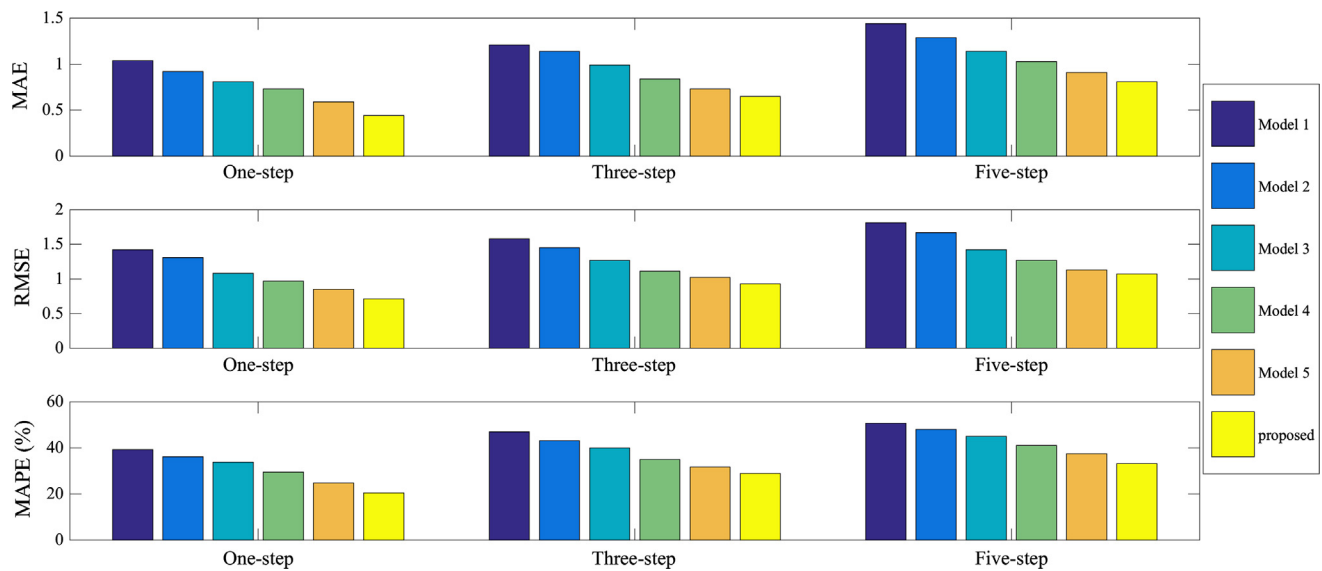 MAE
1.5
1
0.5
0
One-step
Three-step
Five-step
RMSE
2
1.5
1
0.5
0
One-step
Three-step
Five-step
MAPE (%)
60
40
20
0
One-step
Three-step
Five-step
Model 1
Model 2
Model 3
Model 4
Model 5
proposed